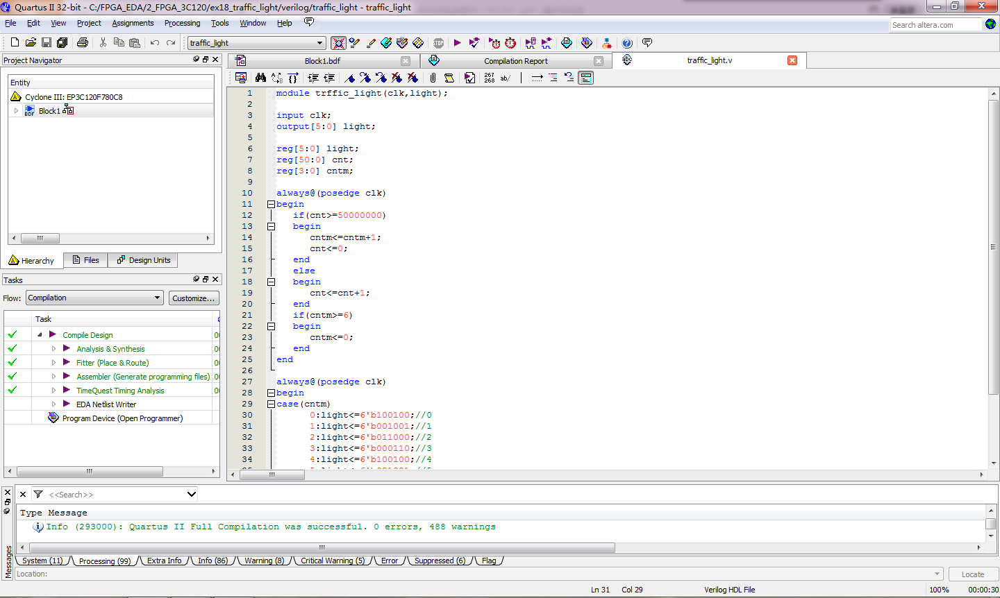 Quartus II 32-bit - C:/FPGA_EDA/2_FPGA_3C120/ex18_traffic_light/verilog/traffic_light - traffic_light
File Edit View Project Assignments Processing Tools Window Help
Search altera.com
traffic_light
Project Navigator
Entity
Cyclone III: EP3C120F780C8
BDF Block1
Hierarchy Files Design Units
Tasks
Flow: Compilation Customize...
Task
Compile Design
Analysis & Synthesis
Fitter (Place & Route)
Assembler (Generate programming files)
TimeQuest Timing Analysis
EDA Netlist Writer
Program Device (Open Programmer)
Block1.bdf Compilation Report traffic_light.v
267
268 ab/
1 module trffic_light(clk,light);
2
3 input clk;
4 output[5:0] light;
5
6 reg[5:0] light;
7 reg[50:0] cnt;
8 reg[3:0] cntm;
9
10 always@(posedge clk)
11 begin
12 if(cnt>=50000000)
13 begin
14 cntm<=cntm+1;
15 cnt<=0;
16 end
17 else
18 begin
19 cnt<=cnt+1;
20 end
21 if(cntm>=6)
22 begin
23 cntm<=0;
24 end
25 end
26
27 always@(posedge clk)
28 begin
29 case(cntm)
30 0:light<=6'b100100;//0
31 1:light<=6'b001001;//1
32 2:light<=6'b011000;//2
33 3:light<=6'b000110;//3
34 4:light<=6'b100100;//4
<<Search>>
Type Message
Info (293000): Quartus II Full Compilation was successful. 0 errors, 488 warnings
System (11) Processing (99) Extra Info Info (86) Warning (8) Critical Warning (5) Error Suppressed (6) Flag
Messages
Location: Locate
Ln 31 Col 29 Verilog HDL File 100% 00:00:30